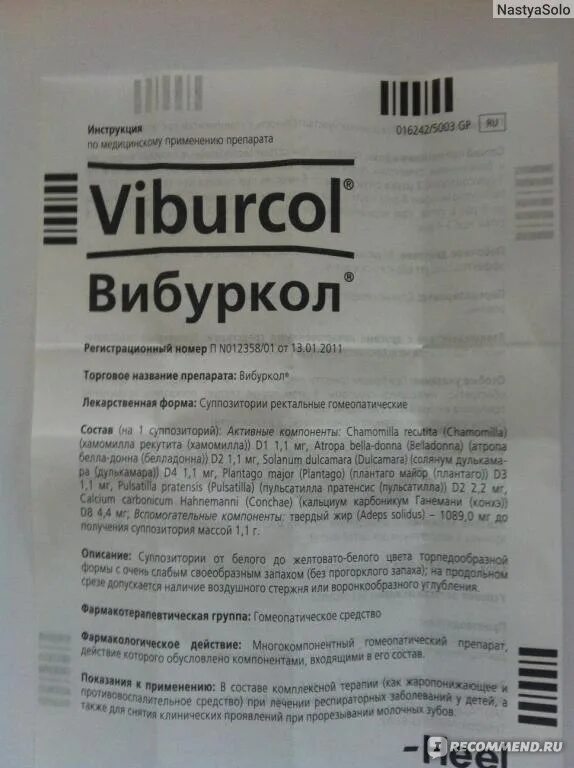 NastyaSolo
Инструкция
по медицинскому применению препарата
016242/5003 GP RU
Viburcol®
Вибуркол®
Регистрационный номер П N012358/01 от 13.01.2011
Торговое название препарата: Вибуркол®
Лекарственная форма: Суппозитории ректальные гомеопатические
Состав (на 1 суппозиторий): Активные компоненты: Chamomilla recutita (Chamomilla)
(хамомилла рекутита (хамомилла)) D1 1,1 мг, Atropa bella-donna (Belladonna) (атропа
белла-донна (белладонна)) D2 1,1 мг, Solanum dulcamara (Dulcamara) (солянум дулька-
мара (дулькамара)) D4 1,1 мг, Plantago major (Plantago) (плантаго майор (плантаго)) D3
1,1 мг, Pulsatilla pratensis (Pulsatilla) (пульсатилла пратенсис (пульсатилла)) D2 2,2 мг,
Calcium carbonicum Hahnemanni (Conchae) (кальциум карбоникум Ганемани (конхэ))
D8 4,4 мг; Вспомогательные компоненты: твердый жир (Adeps solidus) – 1089,0 мг до
получения суппозитория массой 1,1 г.
Описание: Суппозитории от белого до желтовато-белого цвета торпедообразной
формы с очень слабым своеобразным запахом (без прогорклого запаха); на продольном
срезе допускается наличие воздушного стержня или воронкообразного углубления.
Фармакотерапевтическая группа: Гомеопатическое средство
Фармакологическое действие: Многокомпонентный гомеопатический препарат,
действие которого обусловлено компонентами, входящими в его состав.
Показания к применению: В составе комплексной терапии (как жаропонижающее и
противовоспалительное средство) при лечении респираторных заболеваний у детей, а
также для снятия клинических проявлений при прорезывании молочных зубов.
-Heel
RECOMMEND.RU